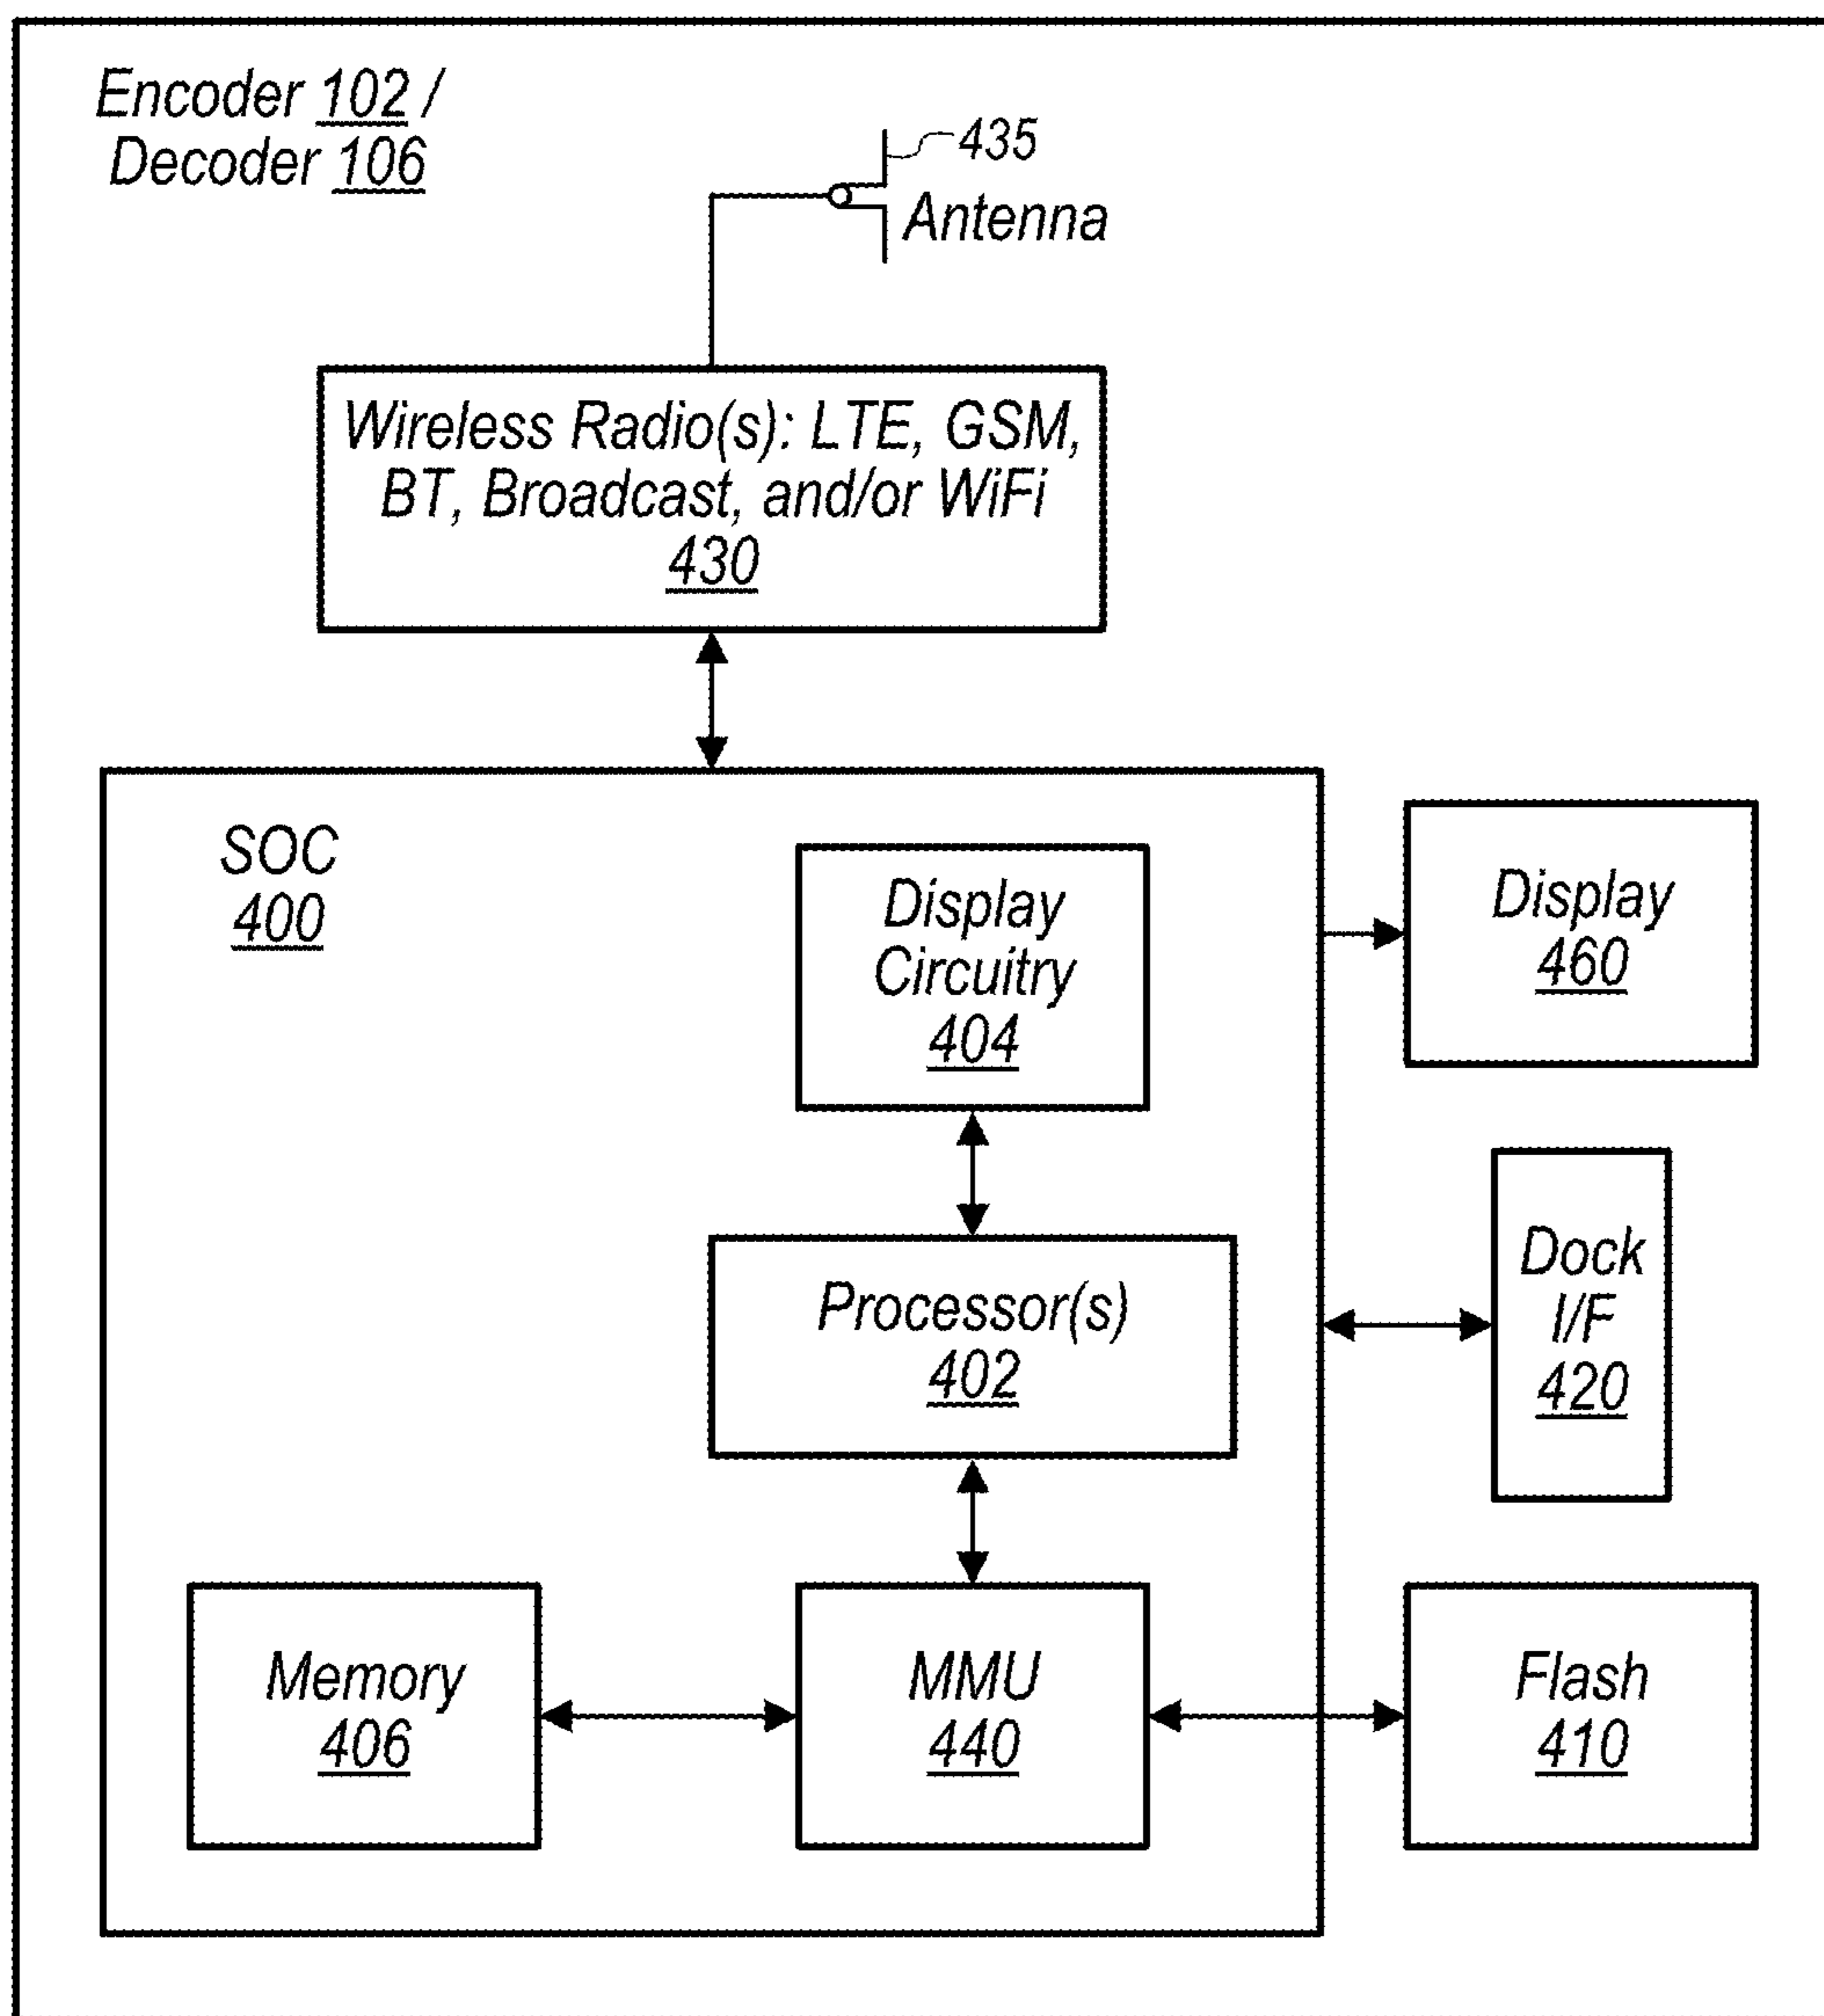 Encoder 102 /
Decoder 106
435
Antenna
Wireless Radio(s): LTE, GSM,
BT, Broadcast, and/or WiFi
430
SOC
400
Display
Circuitry
404
Display
460
Processor(s)
402
Dock
I/F
420
Memory
406
MMU
440
Flash
410